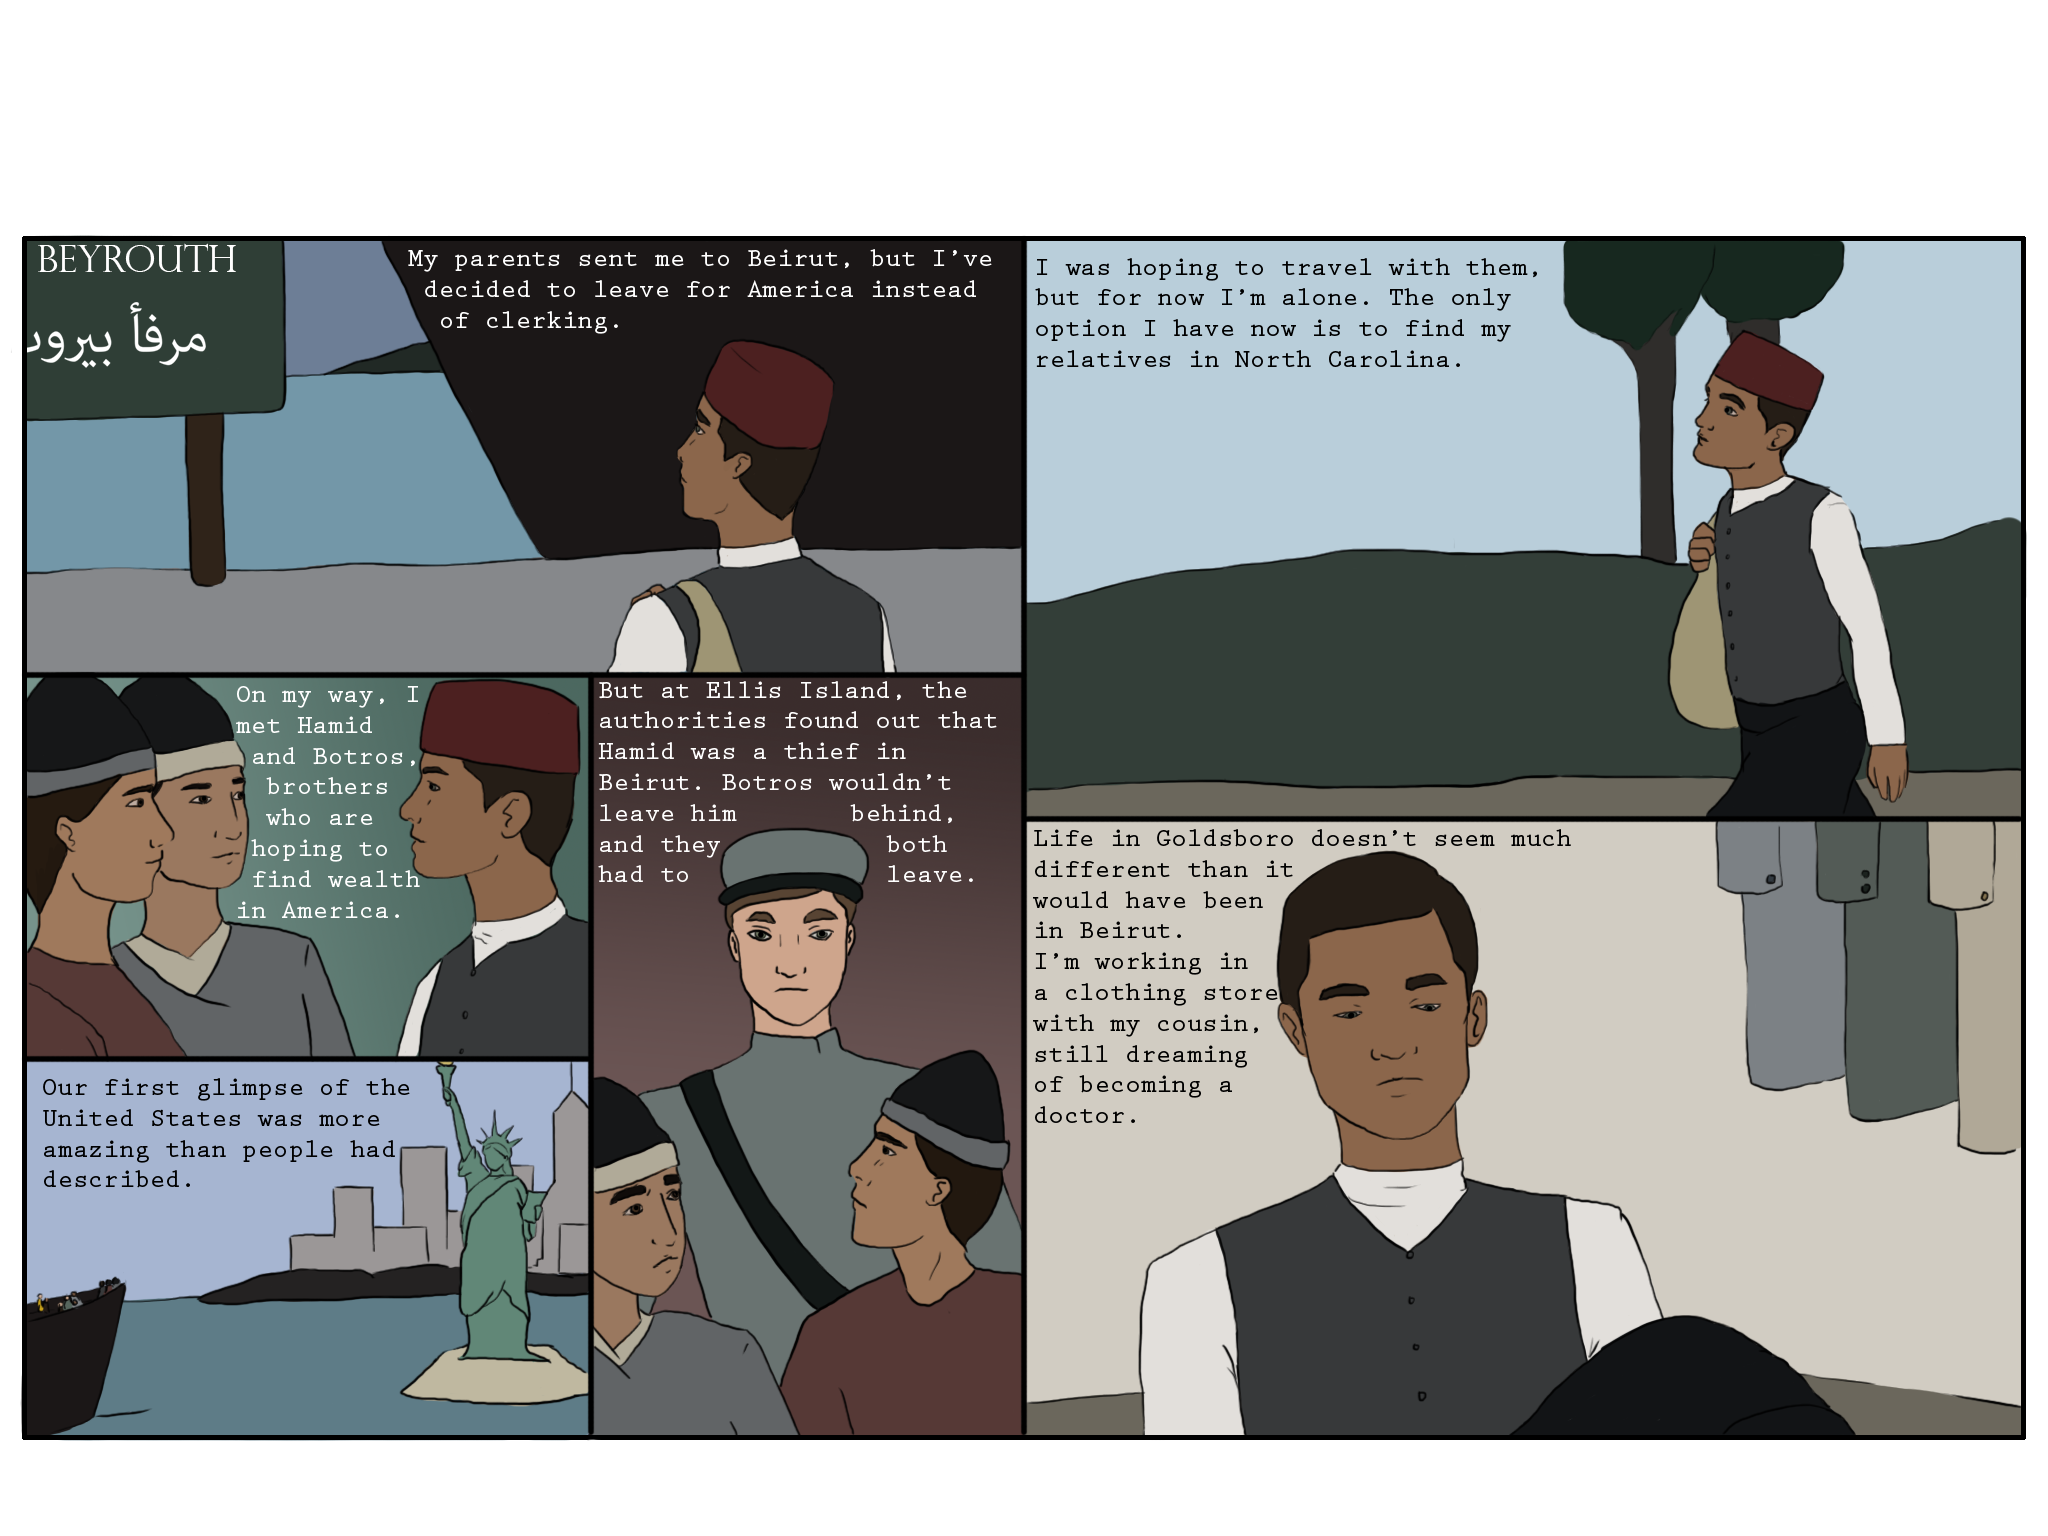 BEYROUTH
مرفأ بيروت
My parents sent me to Beirut, but I've
decided to leave for America instead
of clerking.
On my way, I
met Hamid
and Botros,
brothers
who are
hoping to
find wealth
in America.
Our first glimpse of the
United States was more
amazing than people had
described.
But at Ellis Island, the
authorities found out that
Hamid was a thief in
Beirut. Botros wouldn't
leave him behind,
and they both
had to leave.
I was hoping to travel with them,
but for now I'm alone. The only
option I have now is to find my
relatives in North Carolina.
Life in Goldsboro doesn't seem much
different than it
would have been
in Beirut.
I'm working in
a clothing store
with my cousin,
still dreaming
of becoming a
doctor.